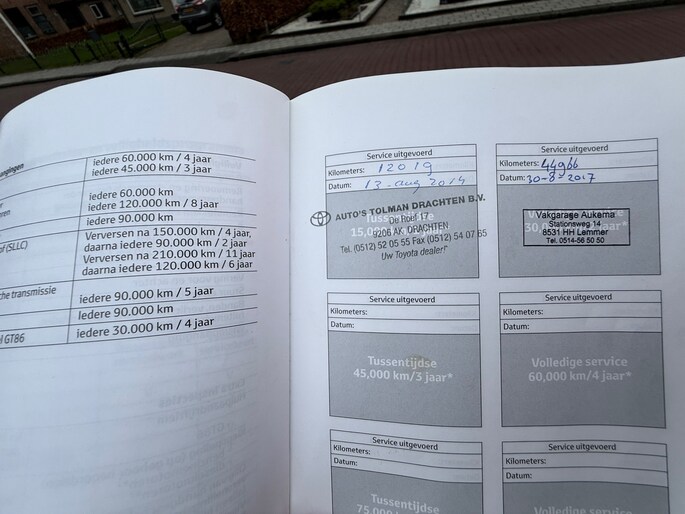 iedere 60.000 km / 4 jaar
iedere 45.000 km / 3 jaar
iedere 60.000 km
iedere 120.000 km / 8 jaar
iedere 90.000 km
(SLLC)
Verversen na 150.000 km / 4 jaar,
daarna iedere 90.000 km / 2 jaar
Verversen na 210.000 km / 11 jaar
daarna iedere 120.000 km / 6 jaar
transmissie
iedere 90.000 km / 5 jaar
iedere 90.000 km
GT86
iedere 30.000 km / 4 jaar
Service uitgevoerd
Kilometers: 12019
Datum: 13 aug 2014
AUTO'S TOLMAN DRACHTEN B.V.
De Roef 17
9206 AK DRACHTEN
Tel. (0512) 52 05 55 Fax (0512) 54 07 65
Uw Toyota dealer!
Service uitgevoerd
Kilometers: 44966
Datum: 30-8-2017
Vakgarage Aukema
Stationsweg 14
8531 HH Lemmer
Tel. 0514-56 50 50
Service uitgevoerd
Kilometers:
Datum:
Tussentijdse
45,000 km/3 jaar*
Service uitgevoerd
Kilometers:
Datum:
Volledige service
60,000 km/4 jaar*
Service uitgevoerd
Kilometers:
Datum:
Tussentijdse
Service uitgevoerd
Kilometers:
Datum:
Volledige service